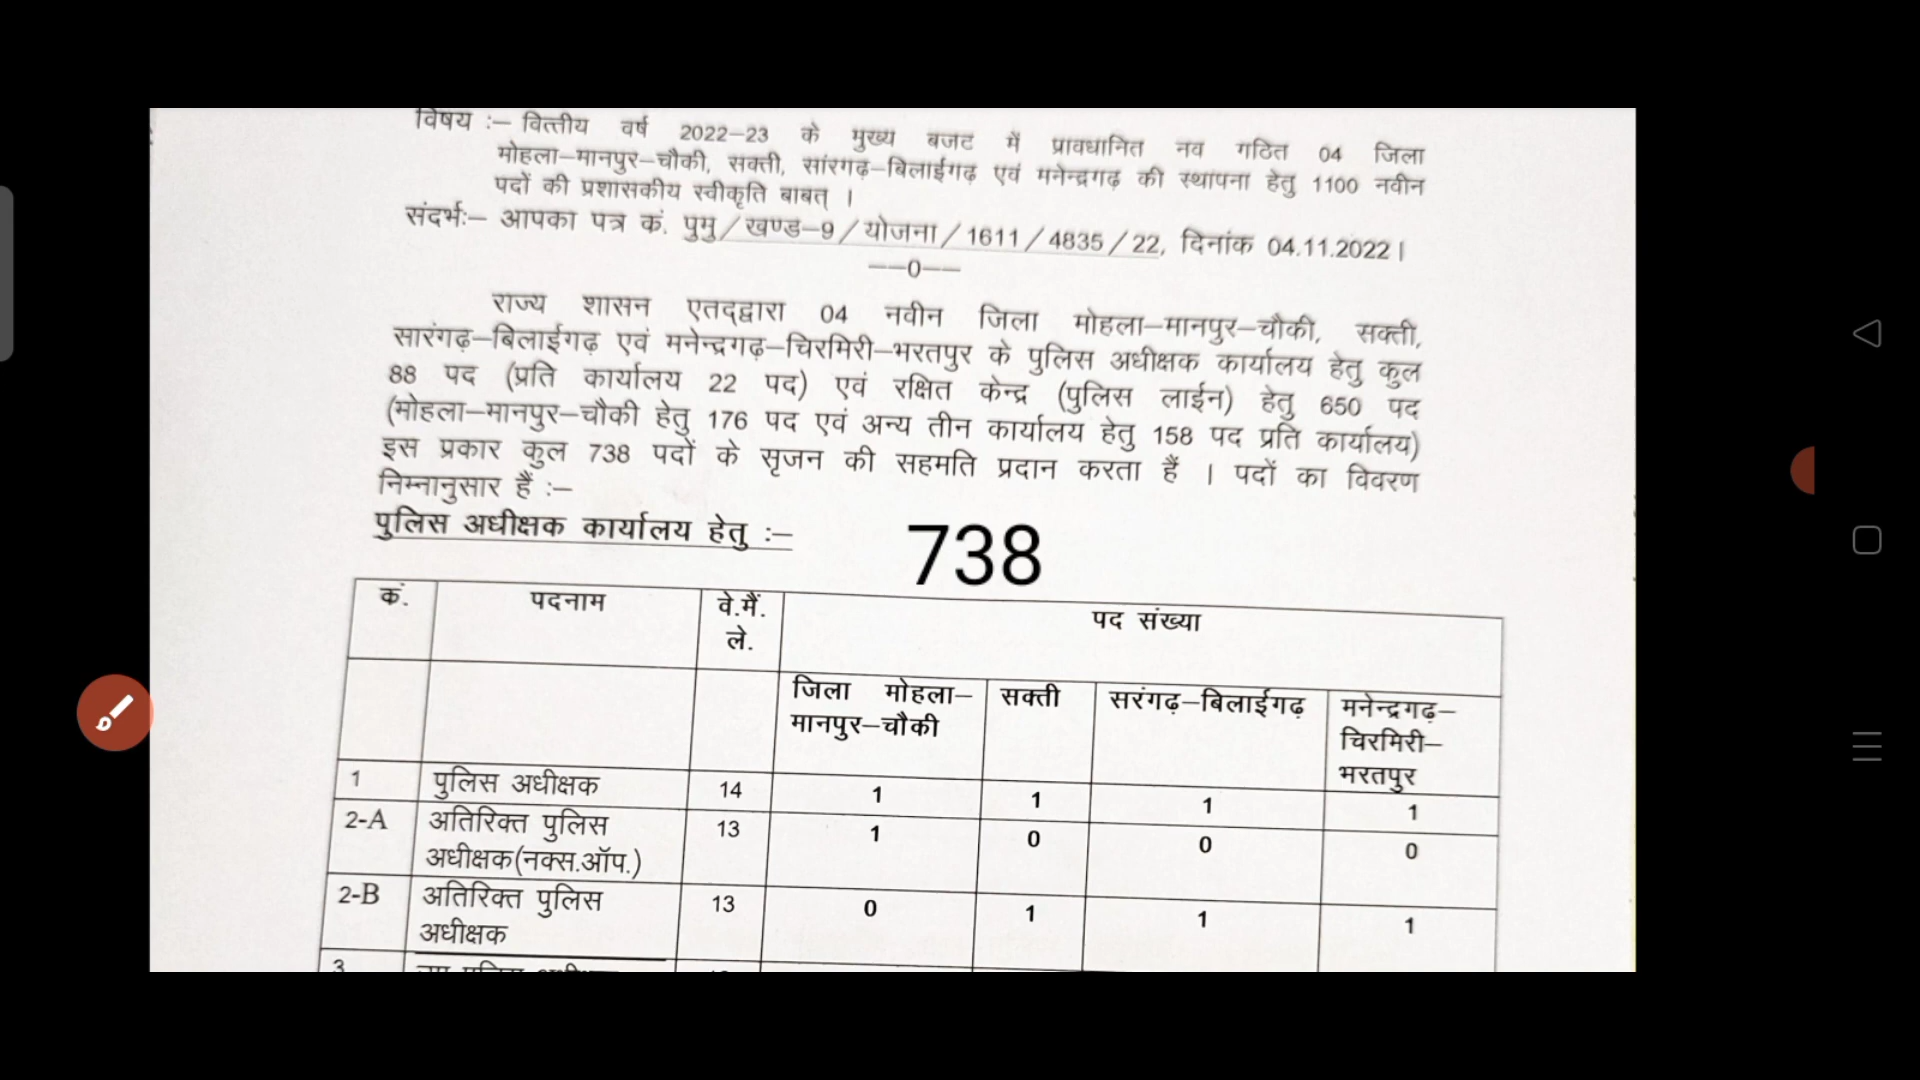 विषय :– वित्तीय वर्ष 2022–23 के मुख्य बजट में प्रावधानित नव गठित 04 जिला
मोहला–मानपुर–चौकी, सक्ती, सांरगढ़–बिलाईगढ़ एवं मनेन्द्रगढ़ की स्थापना हेतु 1100 नवीन
पदों की प्रशासकीय स्वीकृति बाबत् ।
संदर्भः– आपका पत्र कं. पुमु/खण्ड–9/योजना/1611/4835/22, दिनांक 04.11.2022।
––0––
राज्य शासन एतद्द्वारा 04 नवीन जिला मोहला–मानपुर–चौकी, सक्ती,
सारंगढ़–बिलाईगढ़ एवं मनेन्द्रगढ़–चिरमिरी–भरतपुर के पुलिस अधीक्षक कार्यालय हेतु कुल
88 पद (प्रति कार्यालय 22 पद) एवं रक्षित केन्द्र (पुलिस लाईन) हेतु 650 पद
(मोहला–मानपुर–चौकी हेतु 176 पद एवं अन्य तीन कार्यालय हेतु 158 पद प्रति कार्यालय)
इस प्रकार कुल 738 पदों के सृजन की सहमति प्रदान करता हैं । पदों का विवरण
निम्नानुसार हैं :–
पुलिस अधीक्षक कार्यालय हेतु :–
738
कं. पदनाम वे.मैं. पद संख्या
ले.
जिला मोहला– सक्ती सरंगढ़–बिलाईगढ़ मनेन्द्रगढ़–
मानपुर–चौकी चिरमिरी–
भरतपुर
1 पुलिस अधीक्षक 14 1 1 1 1
2-A अतिरिक्त पुलिस 13 1 0 0 0
अधीक्षक(नक्स.ऑप.)
2-B अतिरिक्त पुलिस 13 0 1 1 1
अधीक्षक
3